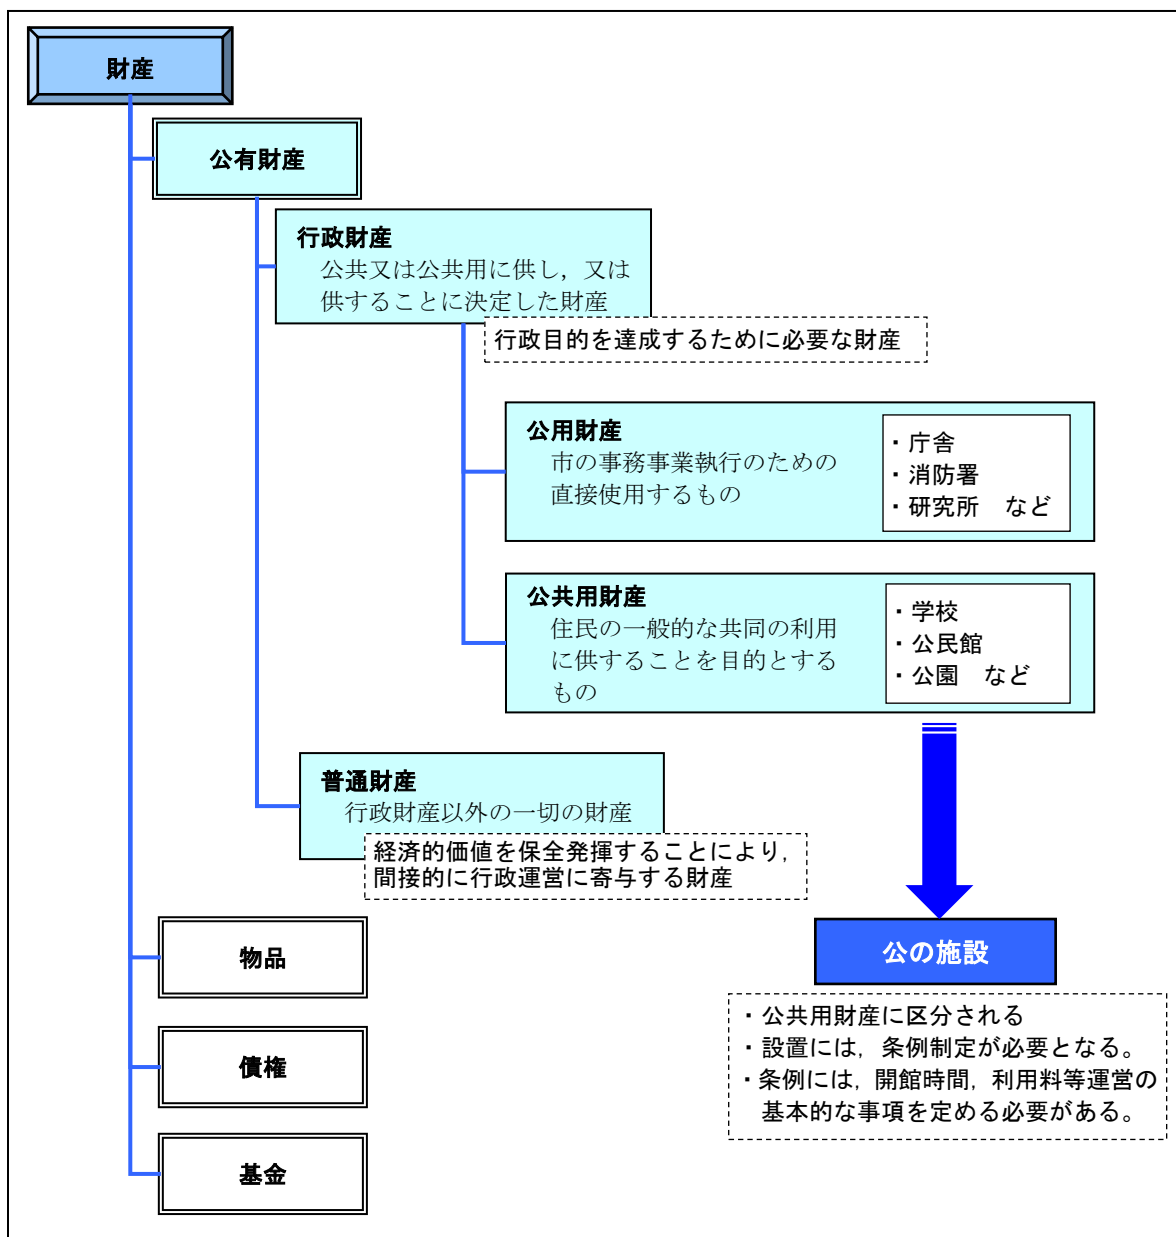 財産
公有財産
行政財産
公共又は公共用に供し，又は
供することに決定した財産
行政目的を達成するために必要な財産
公用財産
市の事務事業執行のための
直接使用するもの
・庁舎
・消防署
・研究所　など
公共用財産
住民の一般的な共同の利用
に供することを目的とする
もの
・学校
・公民館
・公園　など
普通財産
行政財産以外の一切の財産
経済的価値を保全発揮することにより，
間接的に行政運営に寄与する財産
物品
債権
基金
公の施設
・公共用財産に区分される
・設置には，条例制定が必要となる。
・条例には，開館時間，利用料等運営の
基本的な事項を定める必要がある。